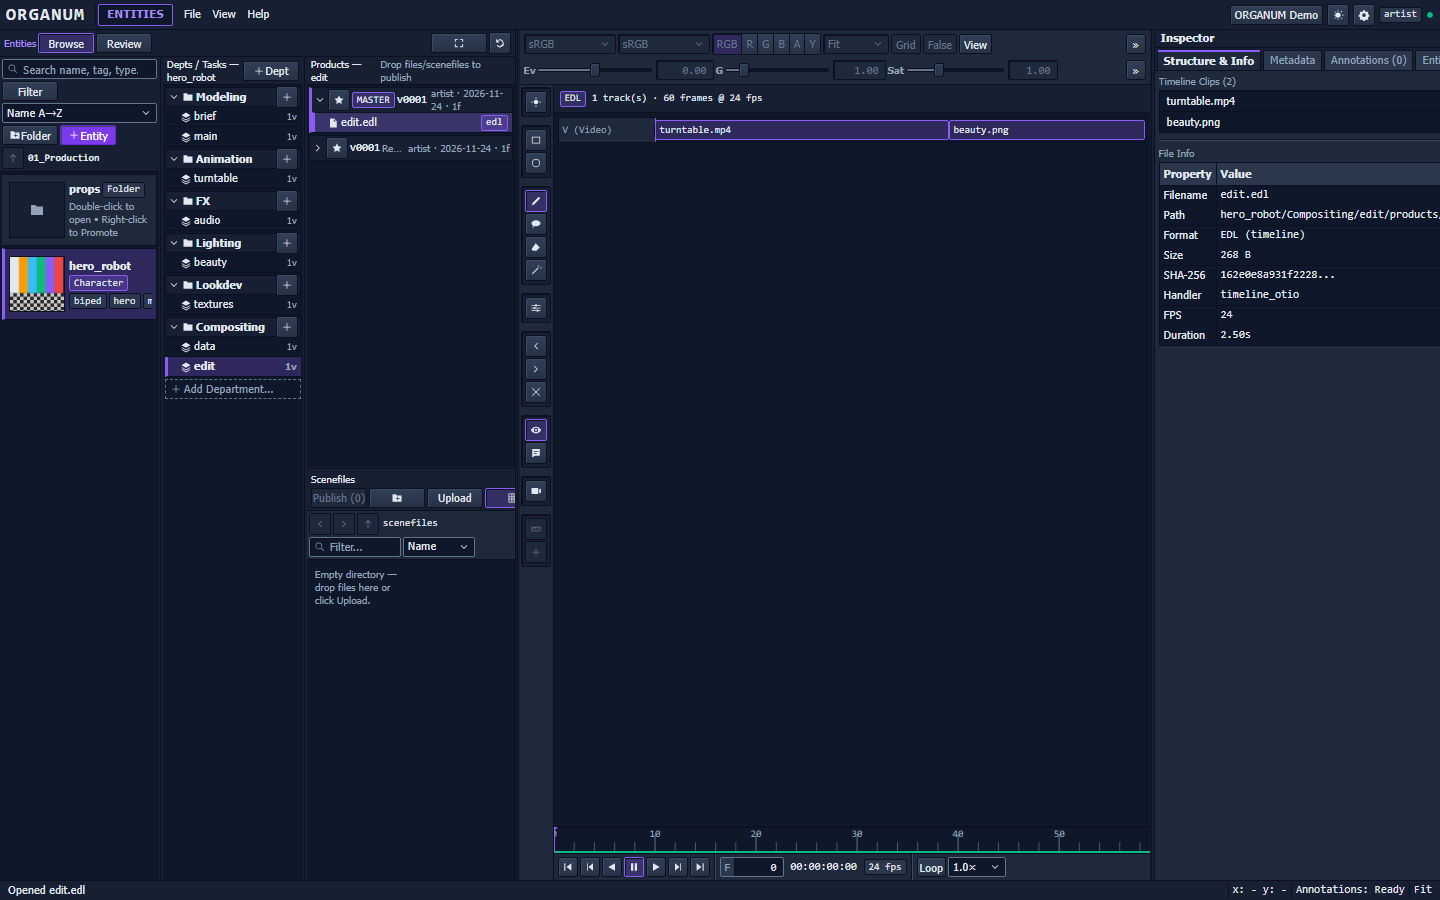 ORGANUM ENTITIES File View Help ORGANUM Demo artist
Entities Browse Review
Search name, tag, type.
Filter
Name A→Z
Folder + Entity
01_Production
props Folder
Double-click to
open • Right-click
to Promote
hero_robot
Character
biped hero
Depts / Tasks —
hero_robot
+ Dept
Modeling
brief 1v
main 1v
Animation
turntable 1v
FX
audio 1v
Lighting
beauty 1v
Lookdev
textures 1v
Compositing
data 1v
edit 1v
+ Add Department...
Products —
edit
Drop files/scenefiles to
publish
MASTER v0001 artist · 2026-11-
24 · 1f
edit.edl edl
v0001 Re... artist · 2026-11-24 · 1f
Scenefiles
Publish (0) Upload
scenefiles
Filter... Name
Empty directory —
drop files here or
click Upload.
sRGB sRGB RGB R G B A Y Fit Grid False View »
Ev 0.00 G 1.00 Sat 1.00 »
EDL 1 track(s) · 60 frames @ 24 fps
V (Video) turntable.mp4 beauty.png
10 20 30 40 50
F 0 00:00:00:00 24 fps Loop 1.0×
Inspector
Structure & Info Metadata Annotations (0) Enti
Timeline Clips (2)
turntable.mp4
beauty.png
File Info
Property Value
Filename edit.edl
Path hero_robot/Compositing/edit/products/
Format EDL (timeline)
Size 268 B
SHA-256 162e0e8a931f2228...
Handler timeline_otio
FPS 24
Duration 2.50s
Opened edit.edl
x: - y: - Annotations: Ready Fit